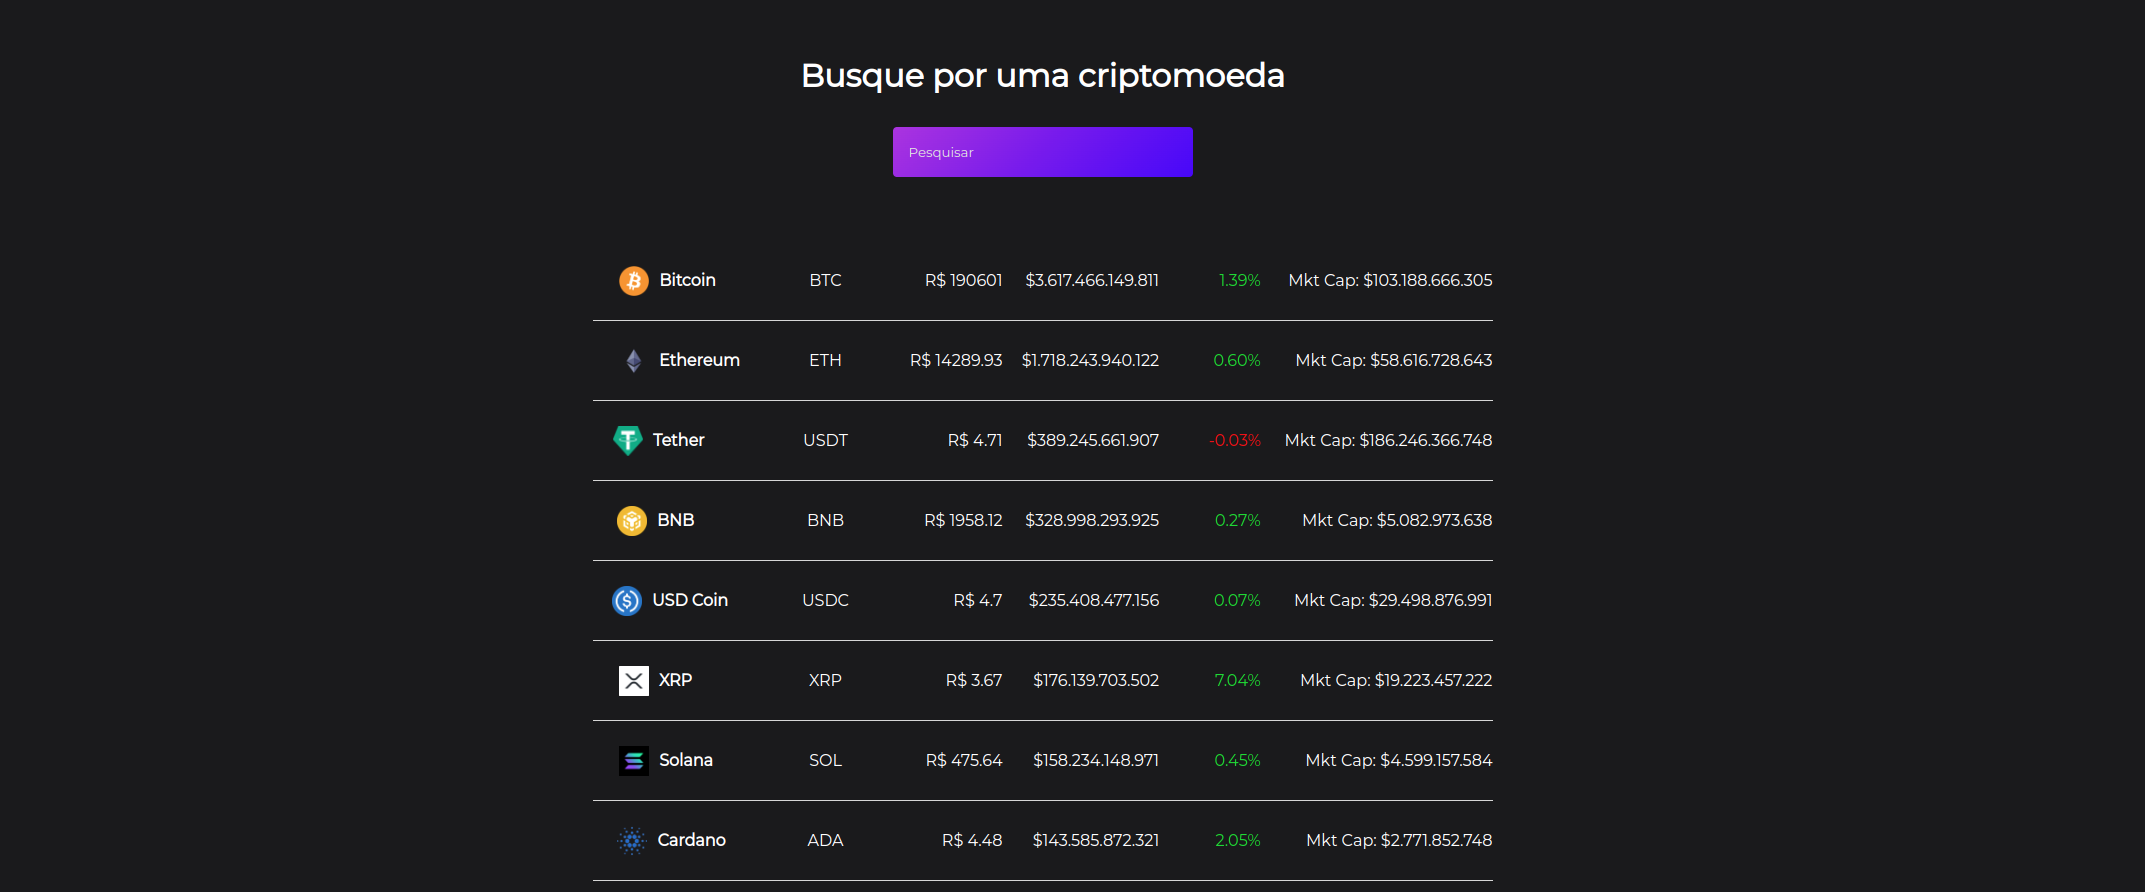 Busque por uma criptomoeda
Pesquisar
Bitcoin BTC R$ 190601 $3.617.466.149.811 1.39% Mkt Cap: $103.188.666.305
Ethereum ETH R$ 14289.93 $1.718.243.940.122 0.60% Mkt Cap: $58.616.728.643
Tether USDT R$ 4.71 $389.245.661.907 -0.03% Mkt Cap: $186.246.366.748
BNB BNB R$ 1958.12 $328.998.293.925 0.27% Mkt Cap: $5.082.973.638
USD Coin USDC R$ 4.7 $235.408.477.156 0.07% Mkt Cap: $29.498.876.991
XRP XRP R$ 3.67 $176.139.703.502 7.04% Mkt Cap: $19.223.457.222
Solana SOL R$ 475.64 $158.234.148.971 0.45% Mkt Cap: $4.599.157.584
Cardano ADA R$ 4.48 $143.585.872.321 2.05% Mkt Cap: $2.771.852.748